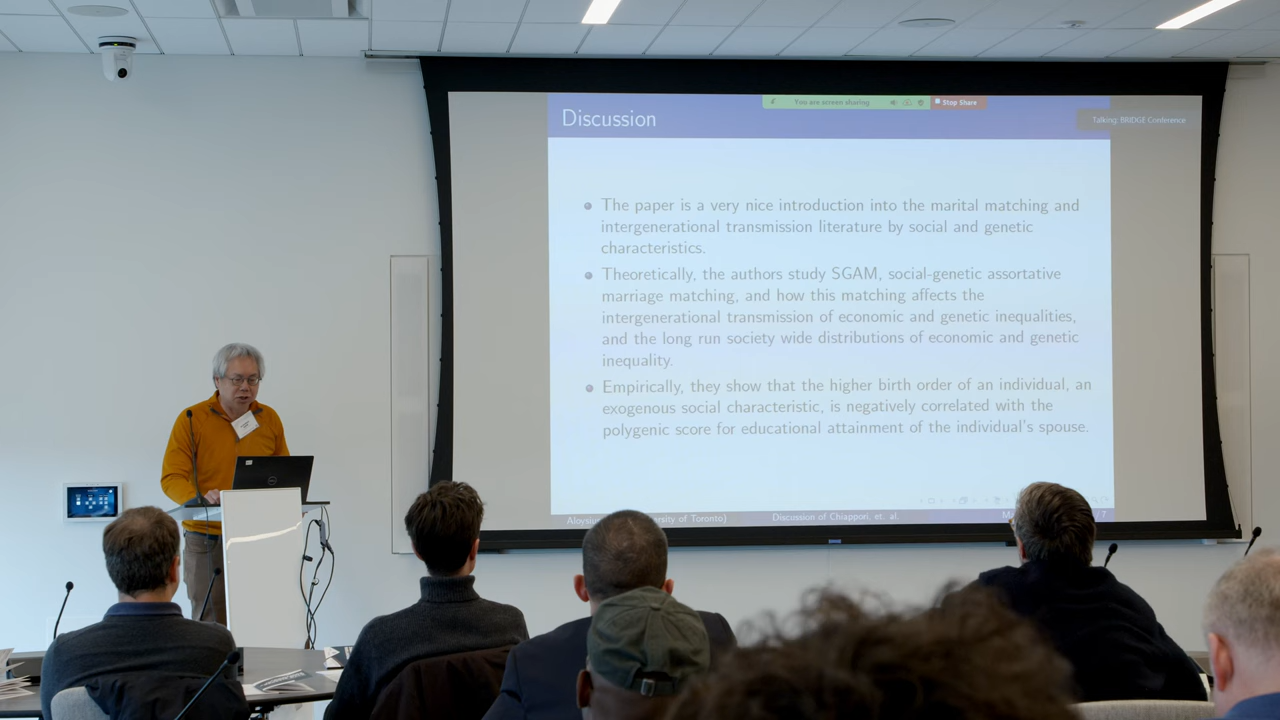 You are screen sharing
Stop Share
Discussion
Talking: BRIDGE Conference
The paper is a very nice introduction into the marital matching and
intergenerational transmission literature by social and genetic
characteristics.
Theoretically, the authors study SGAM, social-genetic assortative
marriage matching, and how this matching affects the
intergenerational transmission of economic and genetic inequalities,
and the long run society wide distributions of economic and genetic
inequality.
Empirically, they show that the higher birth order of an individual, an
exogenous social characteristic, is negatively correlated with the
polygenic score for educational attainment of the individual's spouse.
of Toronto)
Discussion of Chiappori, et. al.
7
DELL